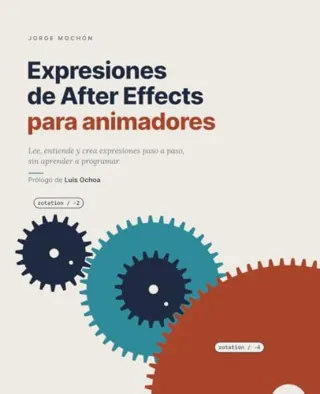 JORGE MOCHÓN
Expresiones
de After Effects
para animadores
Lee, entiende y crea expresiones paso a paso,
sin aprender a programar
Prólogo de Luis Ochoa
rotation / -2
rotation / -4